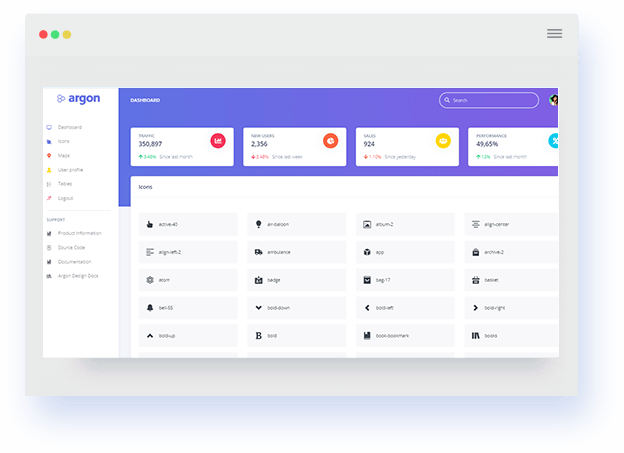 argon
DASHBOARD
Search
Dashboard
Icons
Maps
User profile
Tables
Logout
SUPPORT
Product Information
Source Code
Documentation
Argon Design Docs
TRAFFIC
350,897
3.48% Since last month
NEW USERS
2,356
3.48% Since last week
SALES
924
1.10% Since yesterday
PERFORMANCE
49,65%
12% Since last month
Icons
active-40 air-baloon album-2 align-center
align-left-2 ambulance app archive-2
atom badge bag-17 basket
bell-55 bold-down bold-left bold-right
bold-up bold book-bookmark books